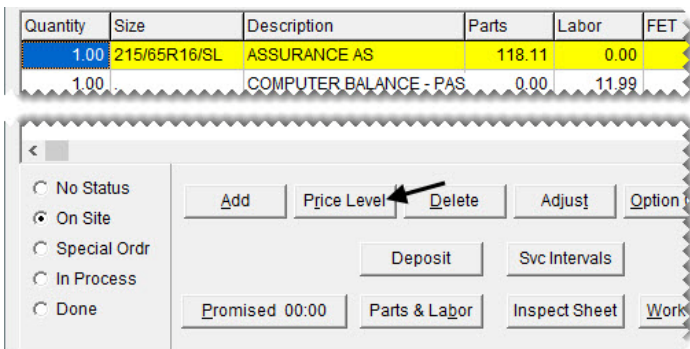 Quantity Size Description Parts Labor FET
1.00 215/65R16/SL ASSURANCE AS 118.11 0.00
1.00 . COMPUTER BALANCE - PAS 0.00 11.99
<
No Status
On Site
Special Ordr
In Process
Done
Add Price Level Delete Adjust Option
Deposit Svc Intervals
Promised 00:00 Parts & Labor Inspect Sheet Work